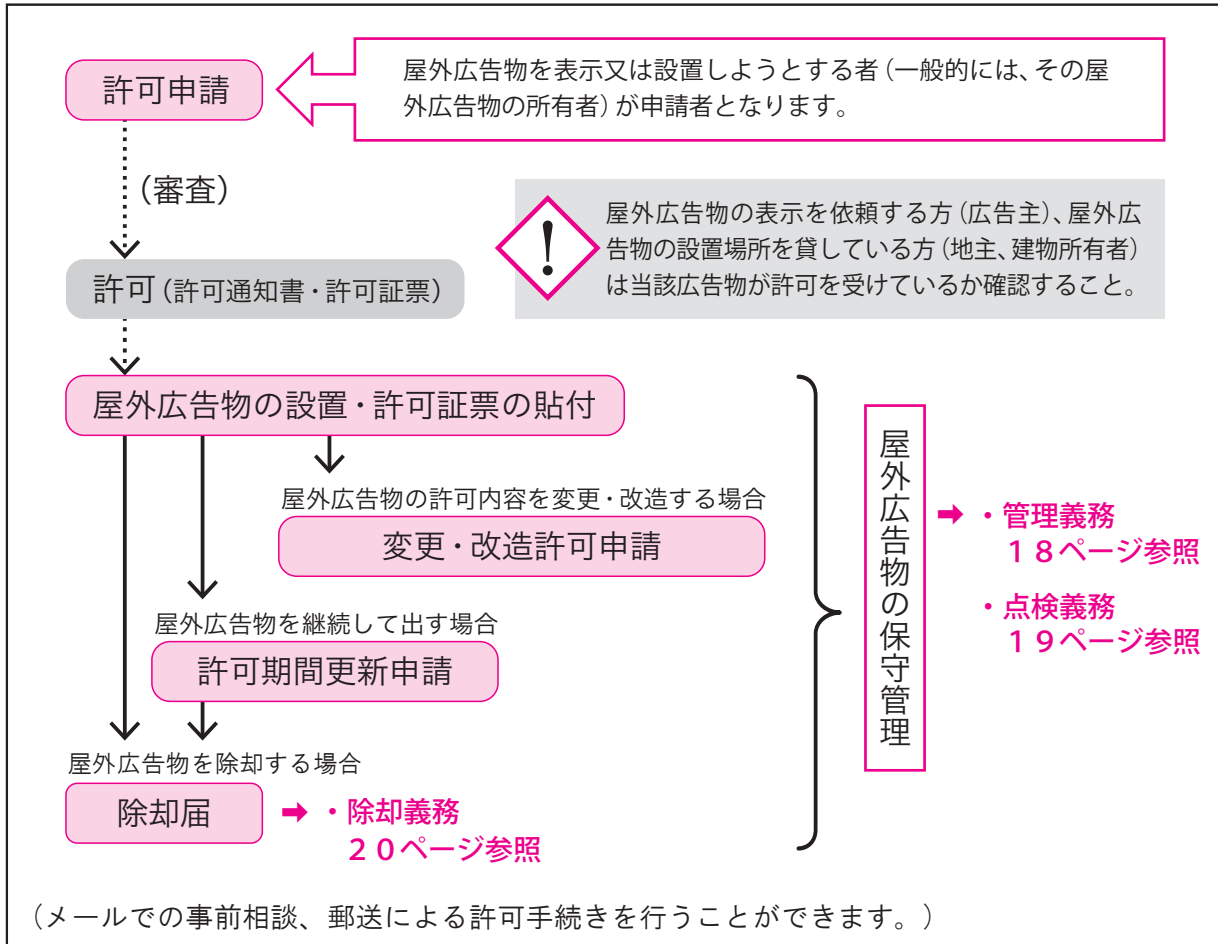 許可申請
屋外広告物を表示又は設置しようとする者（一般的には、その屋
外広告物の所有者）が申請者となります。
（審査）
屋外広告物の表示を依頼する方（広告主）、屋外広
告物の設置場所を貸している方（地主、建物所有者）
は当該広告物が許可を受けているか確認すること。
!
許可（許可通知書・許可証票）
屋外広告物の設置・許可証票の貼付
屋外広告物の許可内容を変更・改造する場合
変更・改造許可申請
屋外広告物を継続して出す場合
許可期間更新申請
屋外広告物を除却する場合
除却届
➡ ・除却義務
２０ページ参照
屋外広告物の保守管理
➡ ・管理義務
１８ページ参照
・点検義務
１９ページ参照
（メールでの事前相談、郵送による許可手続きを行うことができます。）